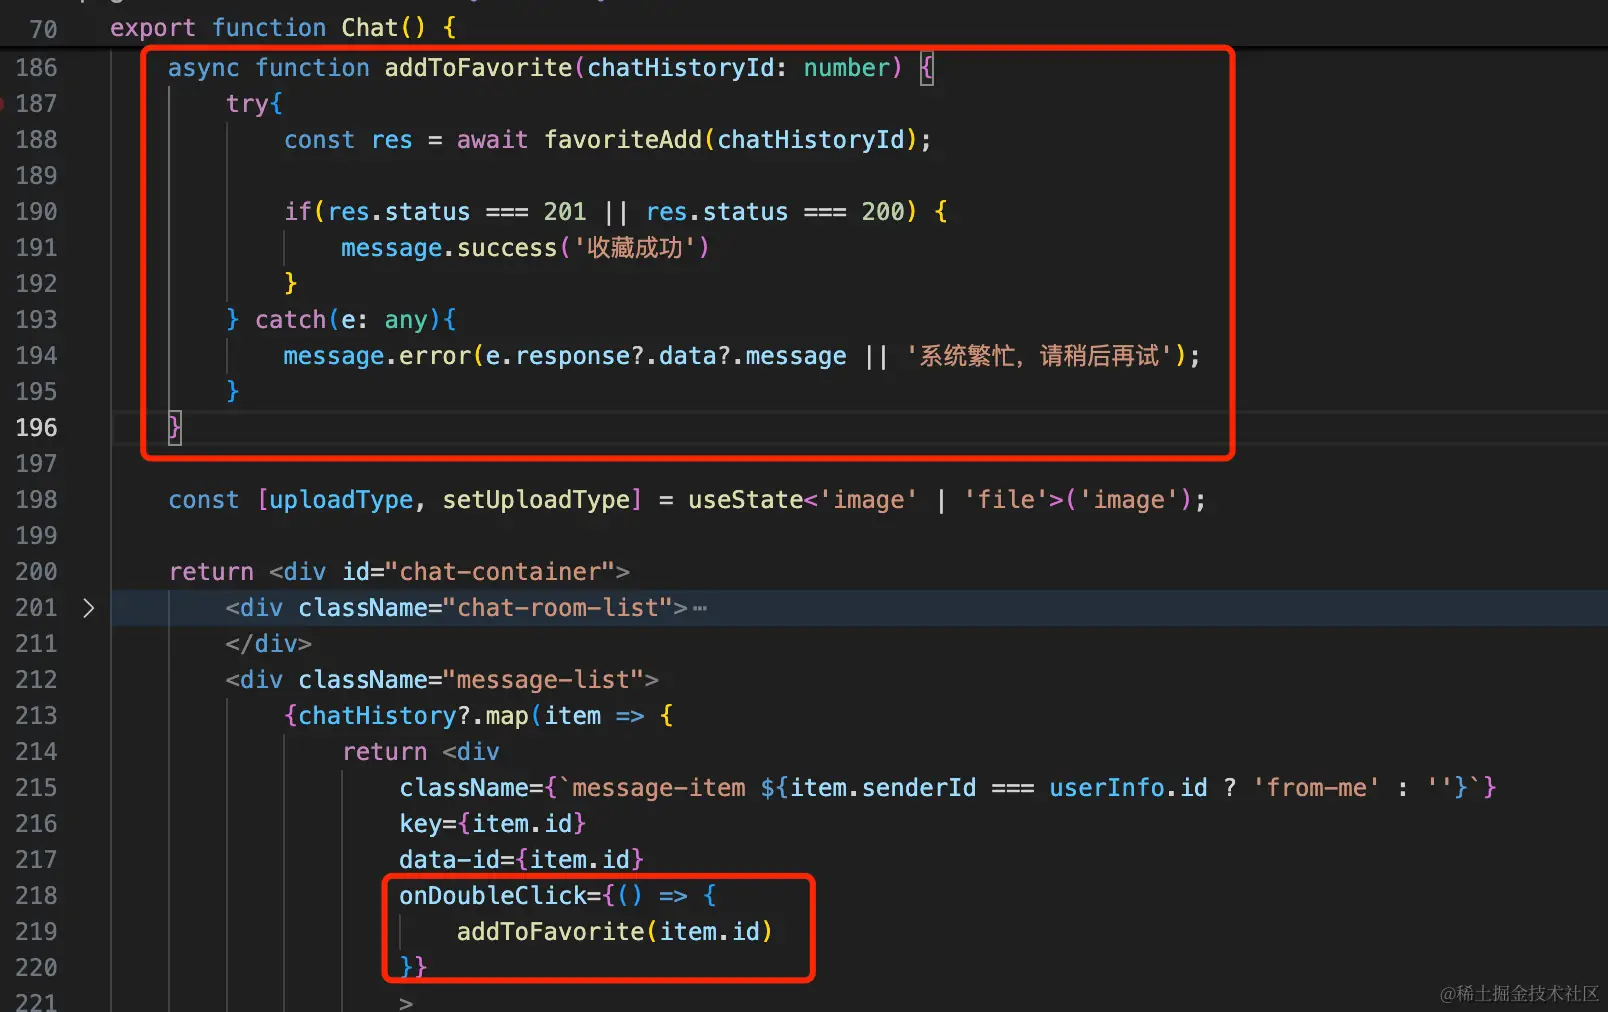 70 export function Chat() {
186 async function addToFavorite(chatHistoryId: number) {
187 try{
188 const res = await favoriteAdd(chatHistoryId);
189
190 if(res.status === 201 || res.status === 200) {
191 message.success('收藏成功')
192 }
193 } catch(e: any){
194 message.error(e.response?.data?.message || '系统繁忙，请稍后再试');
195 }
196 }
197
198 const [uploadType, setUploadType] = useState<'image' | 'file'>('image');
199
200 return <div id="chat-container">
201 <div className="chat-room-list">⋯
211 </div>
212 <div className="message-list">
213 {chatHistory?.map(item => {
214 return <div
215 className={`message-item ${item.senderId === userInfo.id ? 'from-me' : ''}`}
216 key={item.id}
217 data-id={item.id}
218 onDoubleClick={() => {
219 addToFavorite(item.id)
220 }}
221 >
@稀土掘金技术社区